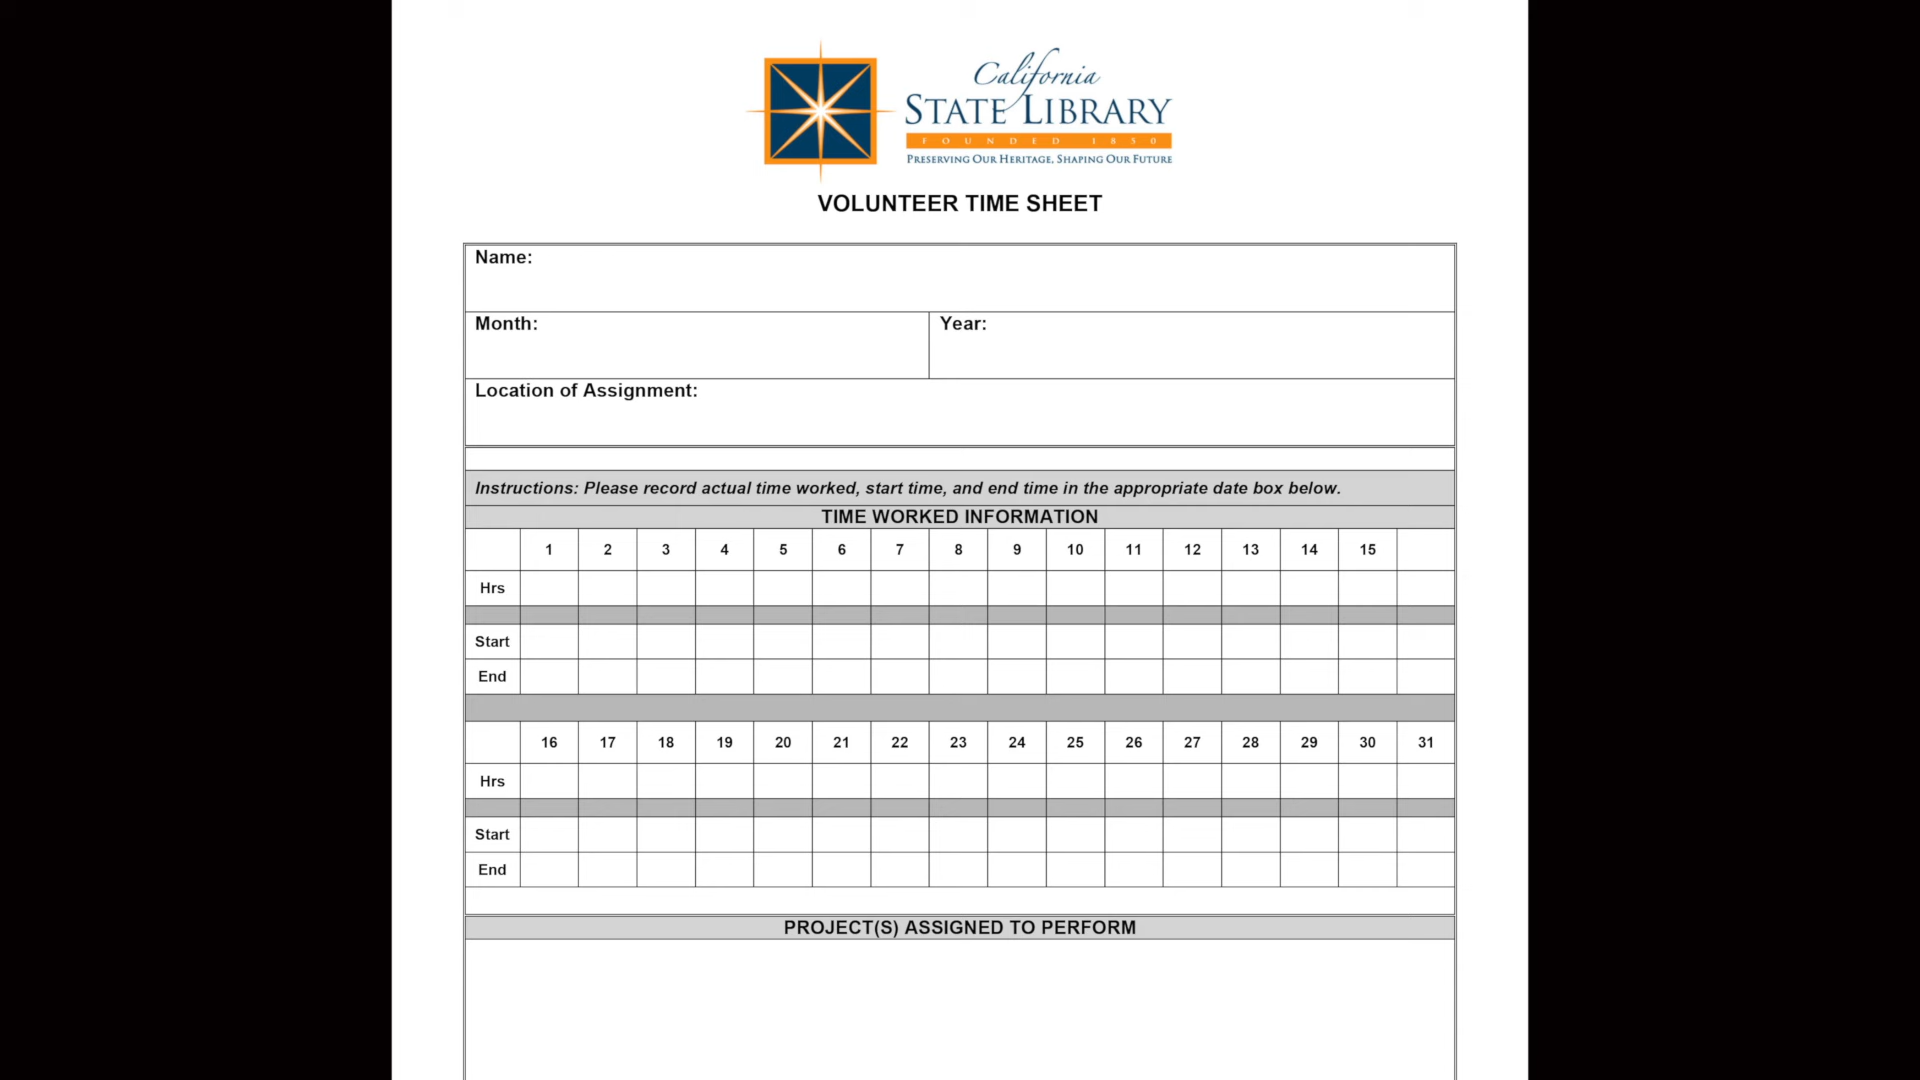 California
STATE LIBRARY
FOUNDED 1850
PRESERVING OUR HERITAGE, SHAPING OUR FUTURE
VOLUNTEER TIME SHEET
Name:
Month: Year:
Location of Assignment:
Instructions: Please record actual time worked, start time, and end time in the appropriate date box below.
TIME WORKED INFORMATION
1 2 3 4 5 6 7 8 9 10 11 12 13 14 15
Hrs
Start
End
16 17 18 19 20 21 22 23 24 25 26 27 28 29 30 31
Hrs
Start
End
PROJECT(S) ASSIGNED TO PERFORM